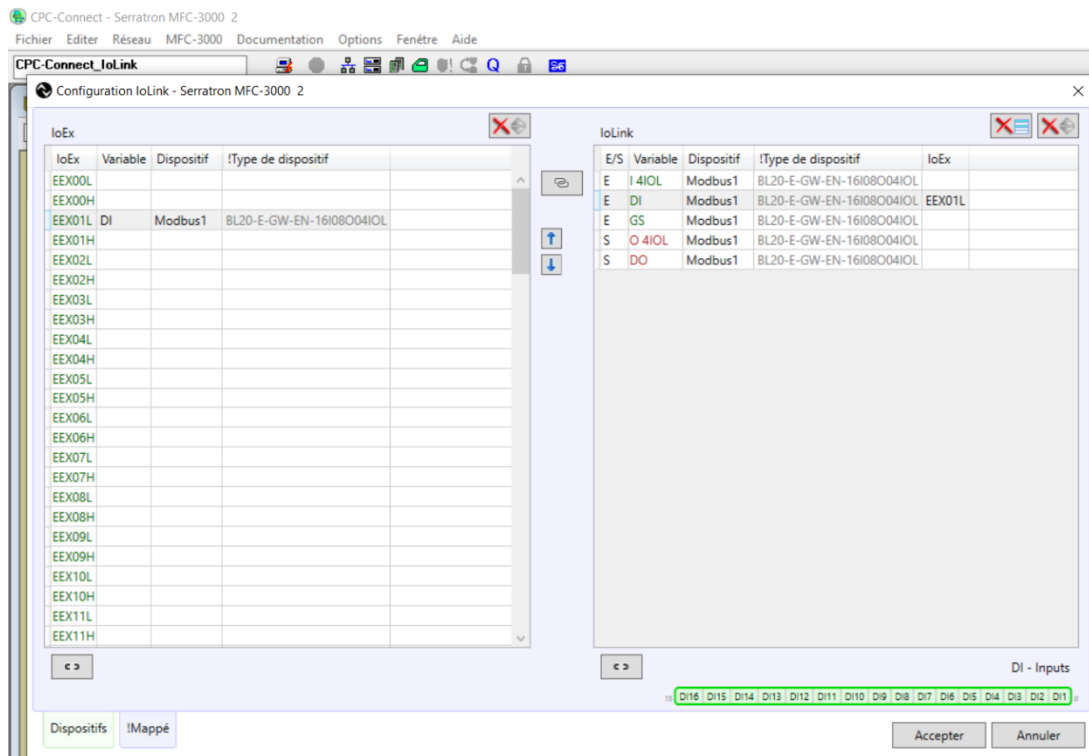 CPC-Connect - Serratron MFC-3000 2
Fichier Editer Réseau MFC-3000 Documentation Options Fenêtre Aide
CPC-Connect_IoLink
Configuration IoLink - Serratron MFC-3000 2
IoEx
IoEx Variable Dispositif !Type de dispositif
EEX00L
EEX00H
EEX01L DI Modbus1 BL20-E-GW-EN-16I08O04IOL
EEX01H
EEX02L
EEX02H
EEX03L
EEX03H
EEX04L
EEX04H
EEX05L
EEX05H
EEX06L
EEX06H
EEX07L
EEX07H
EEX08L
EEX08H
EEX09L
EEX09H
EEX10L
EEX10H
EEX11L
EEX11H
IoLink
E/S Variable Dispositif !Type de dispositif IoEx
E I 4IOL Modbus1 BL20-E-GW-EN-16I08O04IOL
E DI Modbus1 BL20-E-GW-EN-16I08O04IOL EEX01L
E GS Modbus1 BL20-E-GW-EN-16I08O04IOL
S O 4IOL Modbus1 BL20-E-GW-EN-16I08O04IOL
S DO Modbus1 BL20-E-GW-EN-16I08O04IOL
DI - Inputs
15 DI16 DI15 DI14 DI13 DI12 DI11 DI10 DI9 DI8 DI7 DI6 DI5 DI4 DI3 DI2 DI1 0
Dispositifs !Mappé
Accepter Annuler